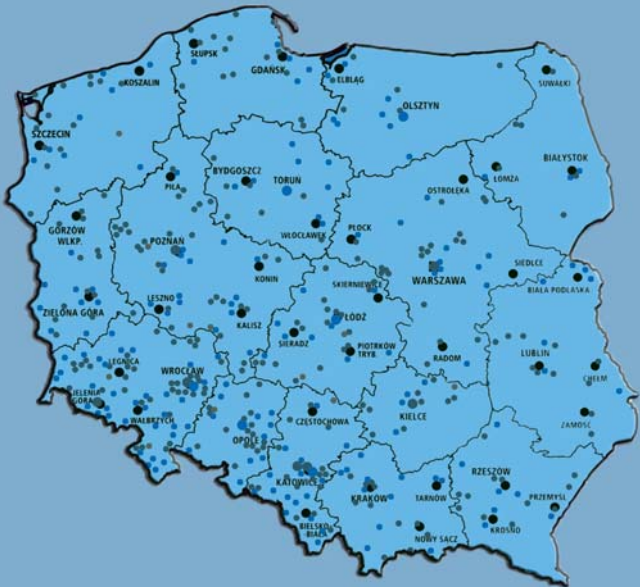 SŁUPSK
KOSZALIN
GDAŃSK
ELBLĄG
SUWAŁKI
OLSZTYN
SZCZECIN
BIAŁYSTOK
BYDGOSZCZ
PIŁA
TORUŃ
ŁOMŻA
OSTROŁĘKA
GORZÓW
WLKP.
WŁOCŁAWEK
PŁOCK
POZNAŃ
KONIN
WARSZAWA
SIEDLCE
SKIERNIEWICE
BIAŁA PODLASKA
ZIELONA GÓRA
LESZNO
KALISZ
ŁÓDŹ
SIERADZ
PIOTRKÓW
TRYB.
RADOM
LUBLIN
LEGNICA
WROCŁAW
CHEŁM
JELENIA
GÓRA
WAŁBRZYCH
CZĘSTOCHOWA
KIELCE
ZAMOŚĆ
OPOLE
KATOWICE
KRAKÓW
TARNÓW
RZESZÓW
PRZEMYŚL
BIELSKO
BIAŁA
NOWY SĄCZ
KROSNO